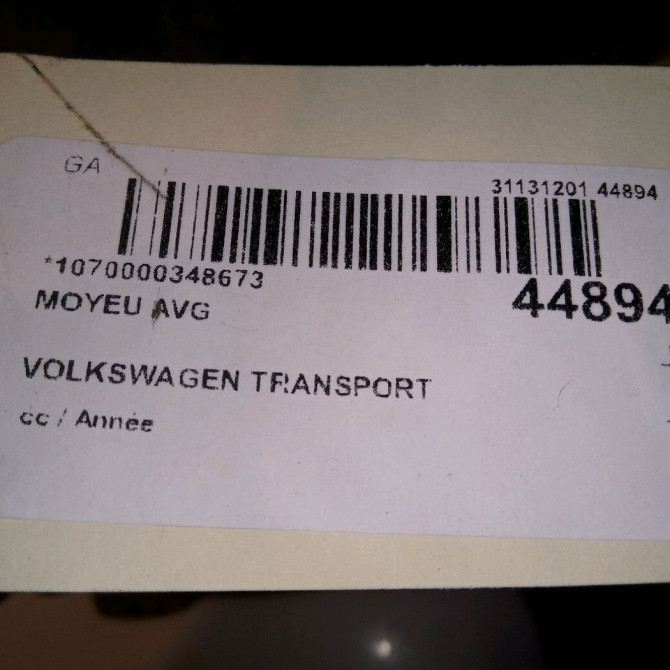 GA
31131201 44894
*1070000348673
44894
MOYEU AVG
VOLKSWAGEN TRANSPORT
cc / Année